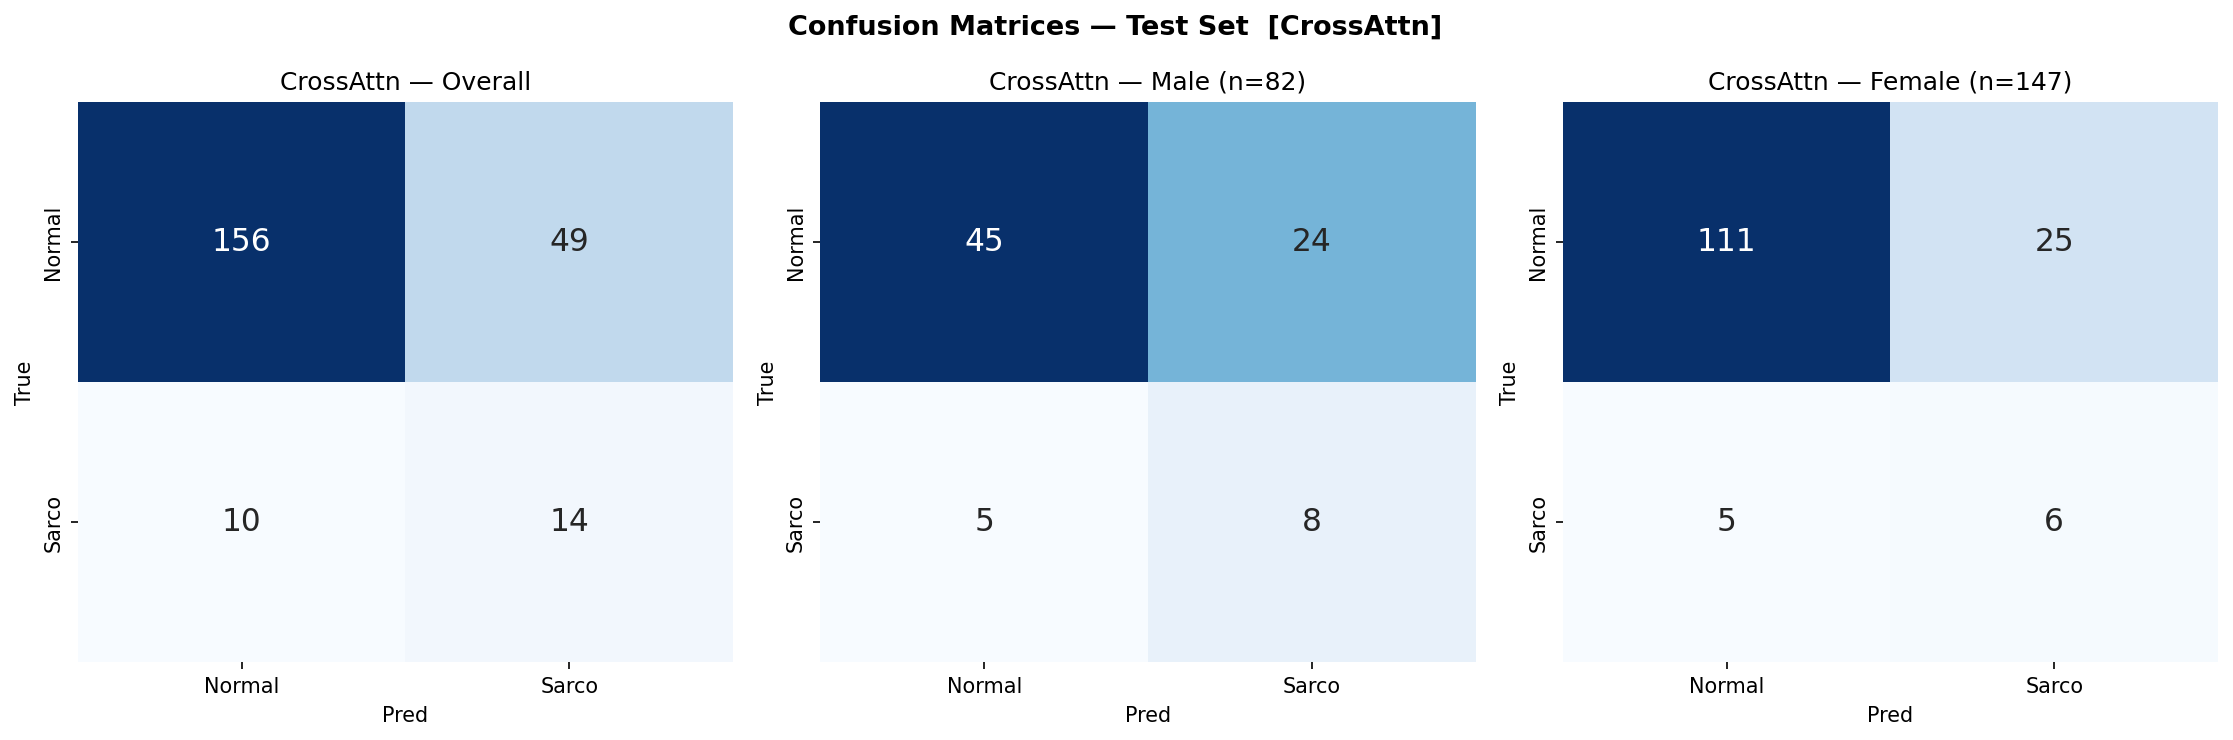 Confusion Matrices — Test Set  [CrossAttn]
CrossAttn — Overall
True
Normal
Sarco
156
49
10
14
Normal
Sarco
Pred
CrossAttn — Male (n=82)
True
Normal
Sarco
45
24
5
8
Normal
Sarco
Pred
CrossAttn — Female (n=147)
True
Normal
Sarco
111
25
5
6
Normal
Sarco
Pred